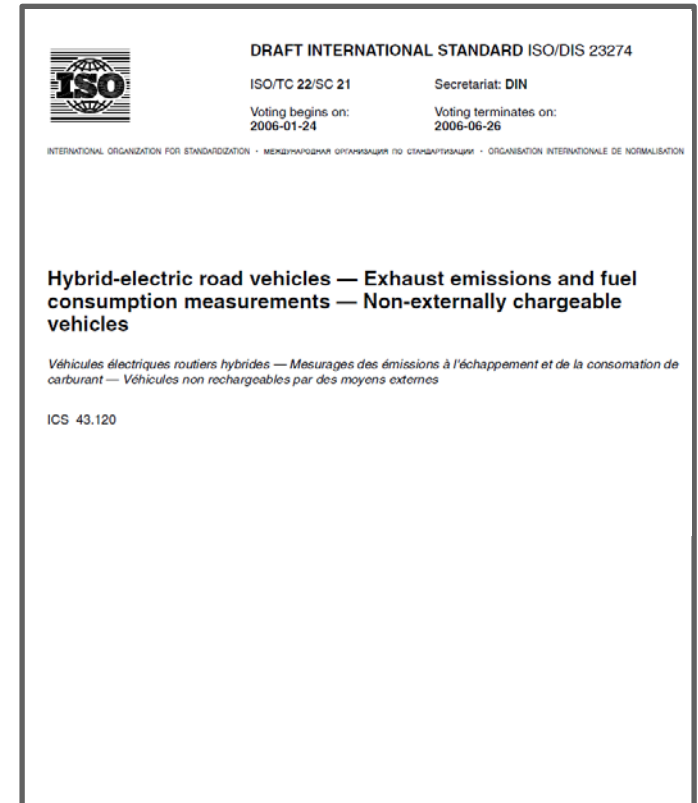 ISO
DRAFT INTERNATIONAL STANDARD ISO/DIS 23274
ISO/TC 22/SC 21 Secretariat: DIN
Voting begins on: Voting terminates on:
2006-01-24 2006-06-26
INTERNATIONAL ORGANIZATION FOR STANDARDIZATION • МЕЖДУНАРОДНАЯ ОРГАНИЗАЦИЯ ПО СТАНДАРТИЗАЦИИ • ORGANISATION INTERNATIONALE DE NORMALISATION
Hybrid-electric road vehicles — Exhaust emissions and fuel
consumption measurements — Non-externally chargeable
vehicles
Véhicules électriques routiers hybrides — Mesurages des émissions à l'échappement et de la consomation de
carburant — Véhicules non rechargeables par des moyens externes
ICS 43.120